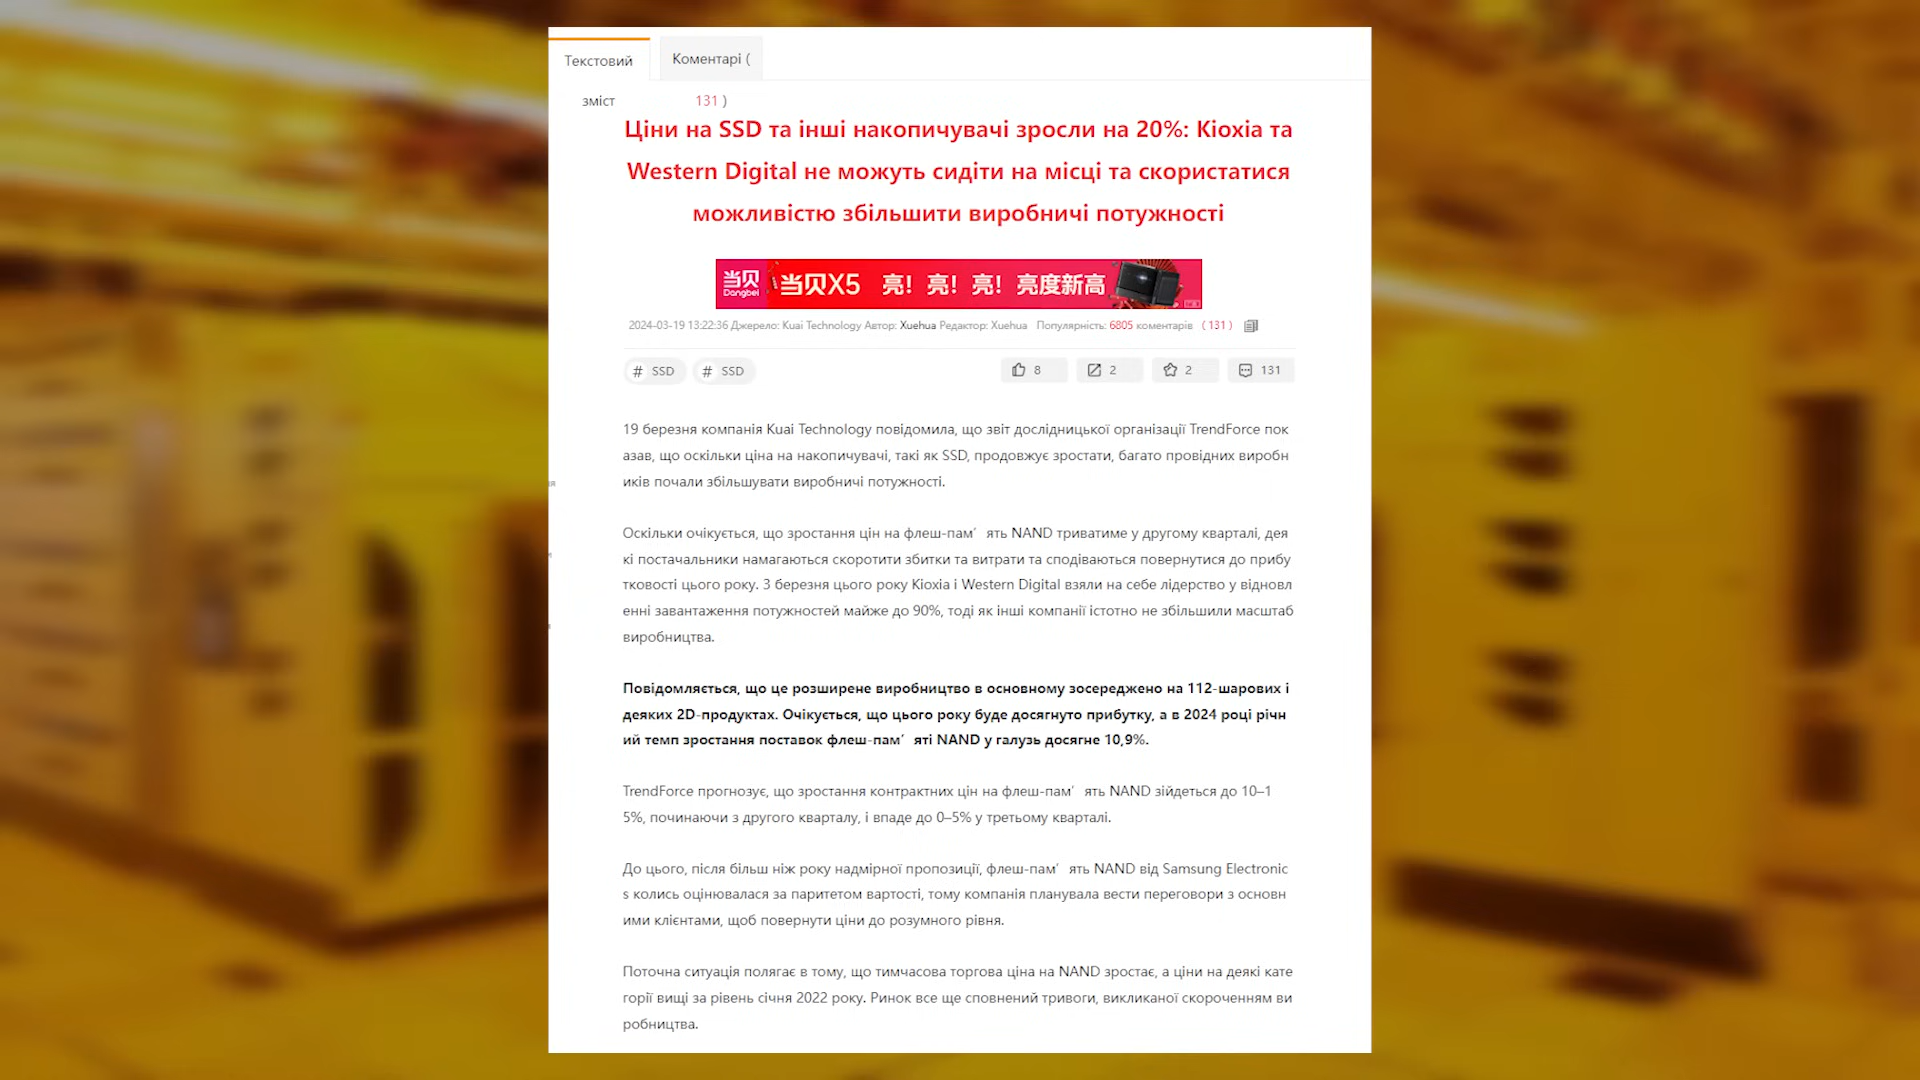 Текстовий
Коментарі (
зміст
131 )
Ціни на SSD та інші накопичувачі зросли на 20%: Kioxia та
Western Digital не можуть сидіти на місці та скористатися
можливістю збільшити виробничі потужності
当贝 Dangbei 当贝X5 亮! 亮! 亮! 亮度新高
2024-03-19 13:22:36 Джерело: Kuai Technology Автор: Xuehua Редактор: Xuehua Популярність: 6805 коментарів ( 131 )
# SSD # SSD 8 2 2 131
19 березня компанія Kuai Technology повідомила, що звіт дослідницької організації TrendForce пок
азав, що оскільки ціна на накопичувачі, такі як SSD, продовжує зростати, багато провідних виробн
иків почали збільшувати виробничі потужності.
Оскільки очікується, що зростання цін на флеш-пам’ять NAND триватиме у другому кварталі, дея
кі постачальники намагаються скоротити збитки та витрати та сподіваються повернутися до прибу
тковості цього року. З березня цього року Kioxia і Western Digital взяли на себе лідерство у відновл
енні завантаження потужностей майже до 90%, тоді як інші компанії істотно не збільшили масштаб
виробництва.
Повідомляється, що це розширене виробництво в основному зосереджено на 112-шарових і
деяких 2D-продуктах. Очікується, що цього року буде досягнуто прибутку, а в 2024 році річн
ий темп зростання поставок флеш-пам’яті NAND у галузь досягне 10,9%.
TrendForce прогнозує, що зростання контрактних цін на флеш-пам’ять NAND зійдеться до 10–1
5%, починаючи з другого кварталу, і впаде до 0–5% у третьому кварталі.
До цього, після більш ніж року надмірної пропозиції, флеш-пам’ять NAND від Samsung Electronic
s колись оцінювалася за паритетом вартості, тому компанія планувала вести переговори з основн
ими клієнтами, щоб повернути ціни до розумного рівня.
Поточна ситуація полягає в тому, що тимчасова торгова ціна на NAND зростає, а ціни на деякі кате
горії вищі за рівень січня 2022 року. Ринок все ще сповнений тривоги, викликаної скороченням ви
робництва.